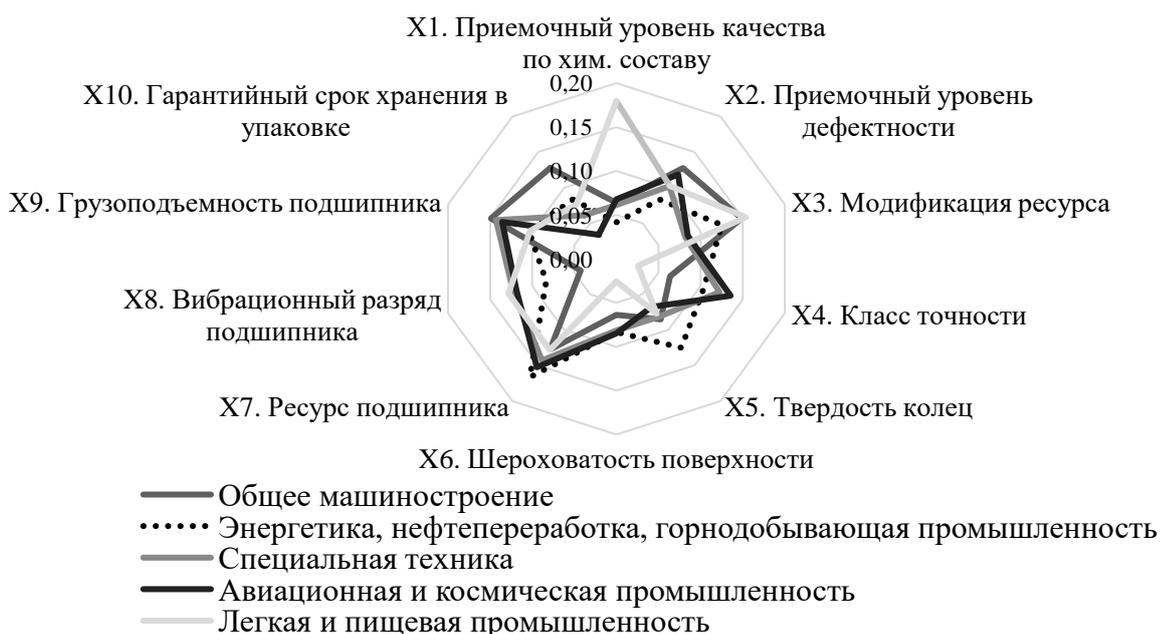 X1. Приемочный уровень качества
по хим. составу
0,20
X10. Гарантийный срок хранения в
упаковке
X2. Приемочный уровень
дефектности
0,15
0,10
X9. Грузоподъемность подшипника
0,05
X3. Модификация ресурса
0,00
X8. Вибрационный разряд
подшипника
X4. Класс точности
X7. Ресурс подшипника
X5. Твердость колец
X6. Шероховатость поверхности
Общее машиностроение
Энергетика, нефтепереработка, горнодобывающая промышленность
Специальная техника
Авиационная и космическая промышленность
Легкая и пищевая промышленность